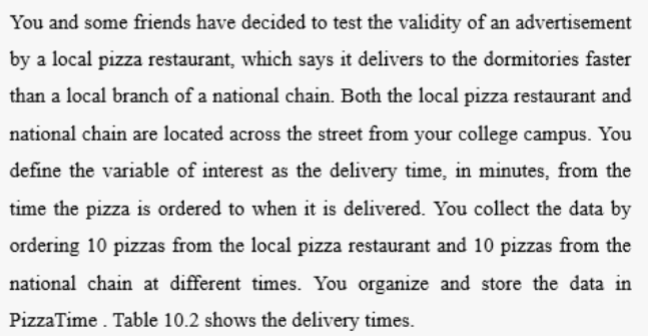 You and some friends have decided to test the validity of an advertisement
by a local pizza restaurant, which says it delivers to the dormitories faster
than a local branch of a national chain. Both the local pizza restaurant and
national chain are located across the street from your college campus. You
define the variable of interest as the delivery time, in minutes, from the
time the pizza is ordered to when it is delivered. You collect the data by
ordering 10 pizzas from the local pizza restaurant and 10 pizzas from the
national chain at different times. You organize and store the data in
PizzaTime . Table 10.2 shows the delivery times.